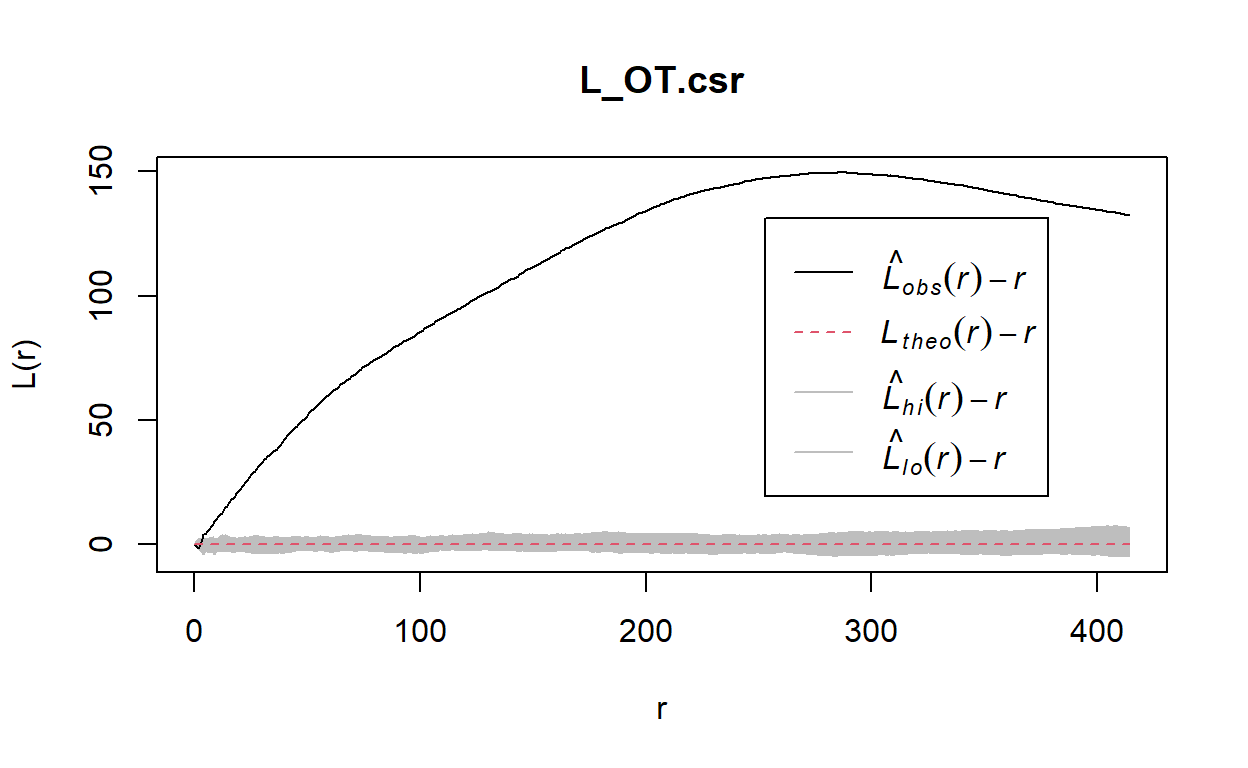 L_OT.csr
L(r)
150
100
50
0
L̂obs(r) − r
Ltheo(r) − r
L̂hi(r) − r
L̂lo(r) − r
0 100 200 300 400
r